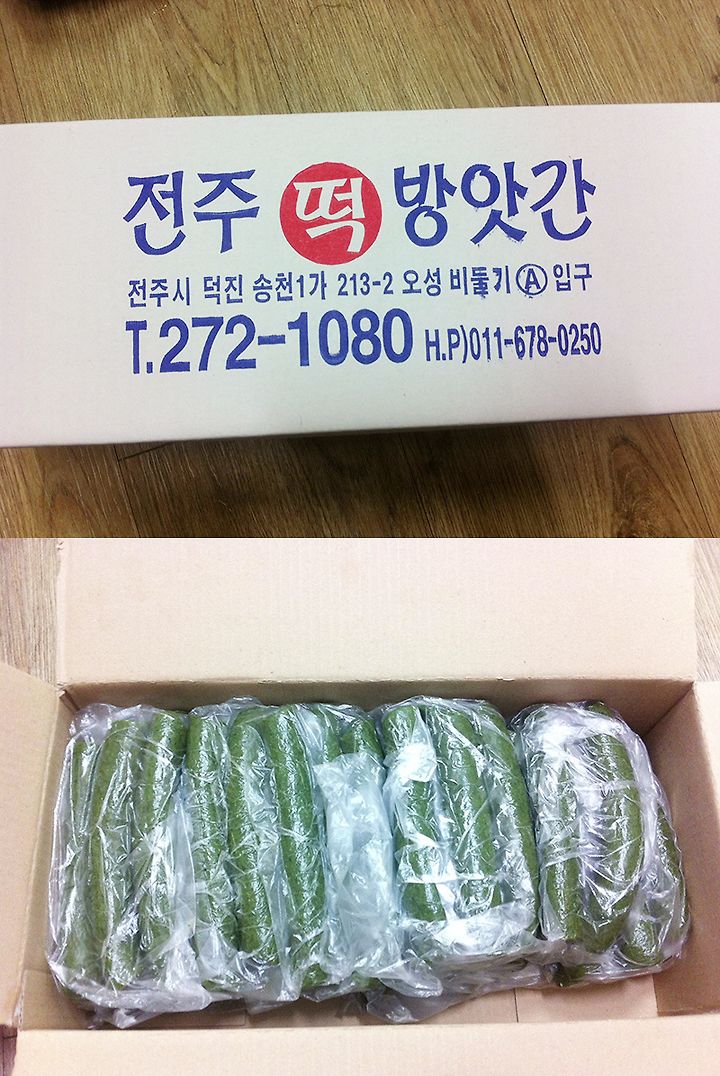 전주 떡 방앗간
전주시 덕진 송천1가 213-2 오성 비둘기 Ⓐ 입구
T.272-1080 H.P)011-678-0250